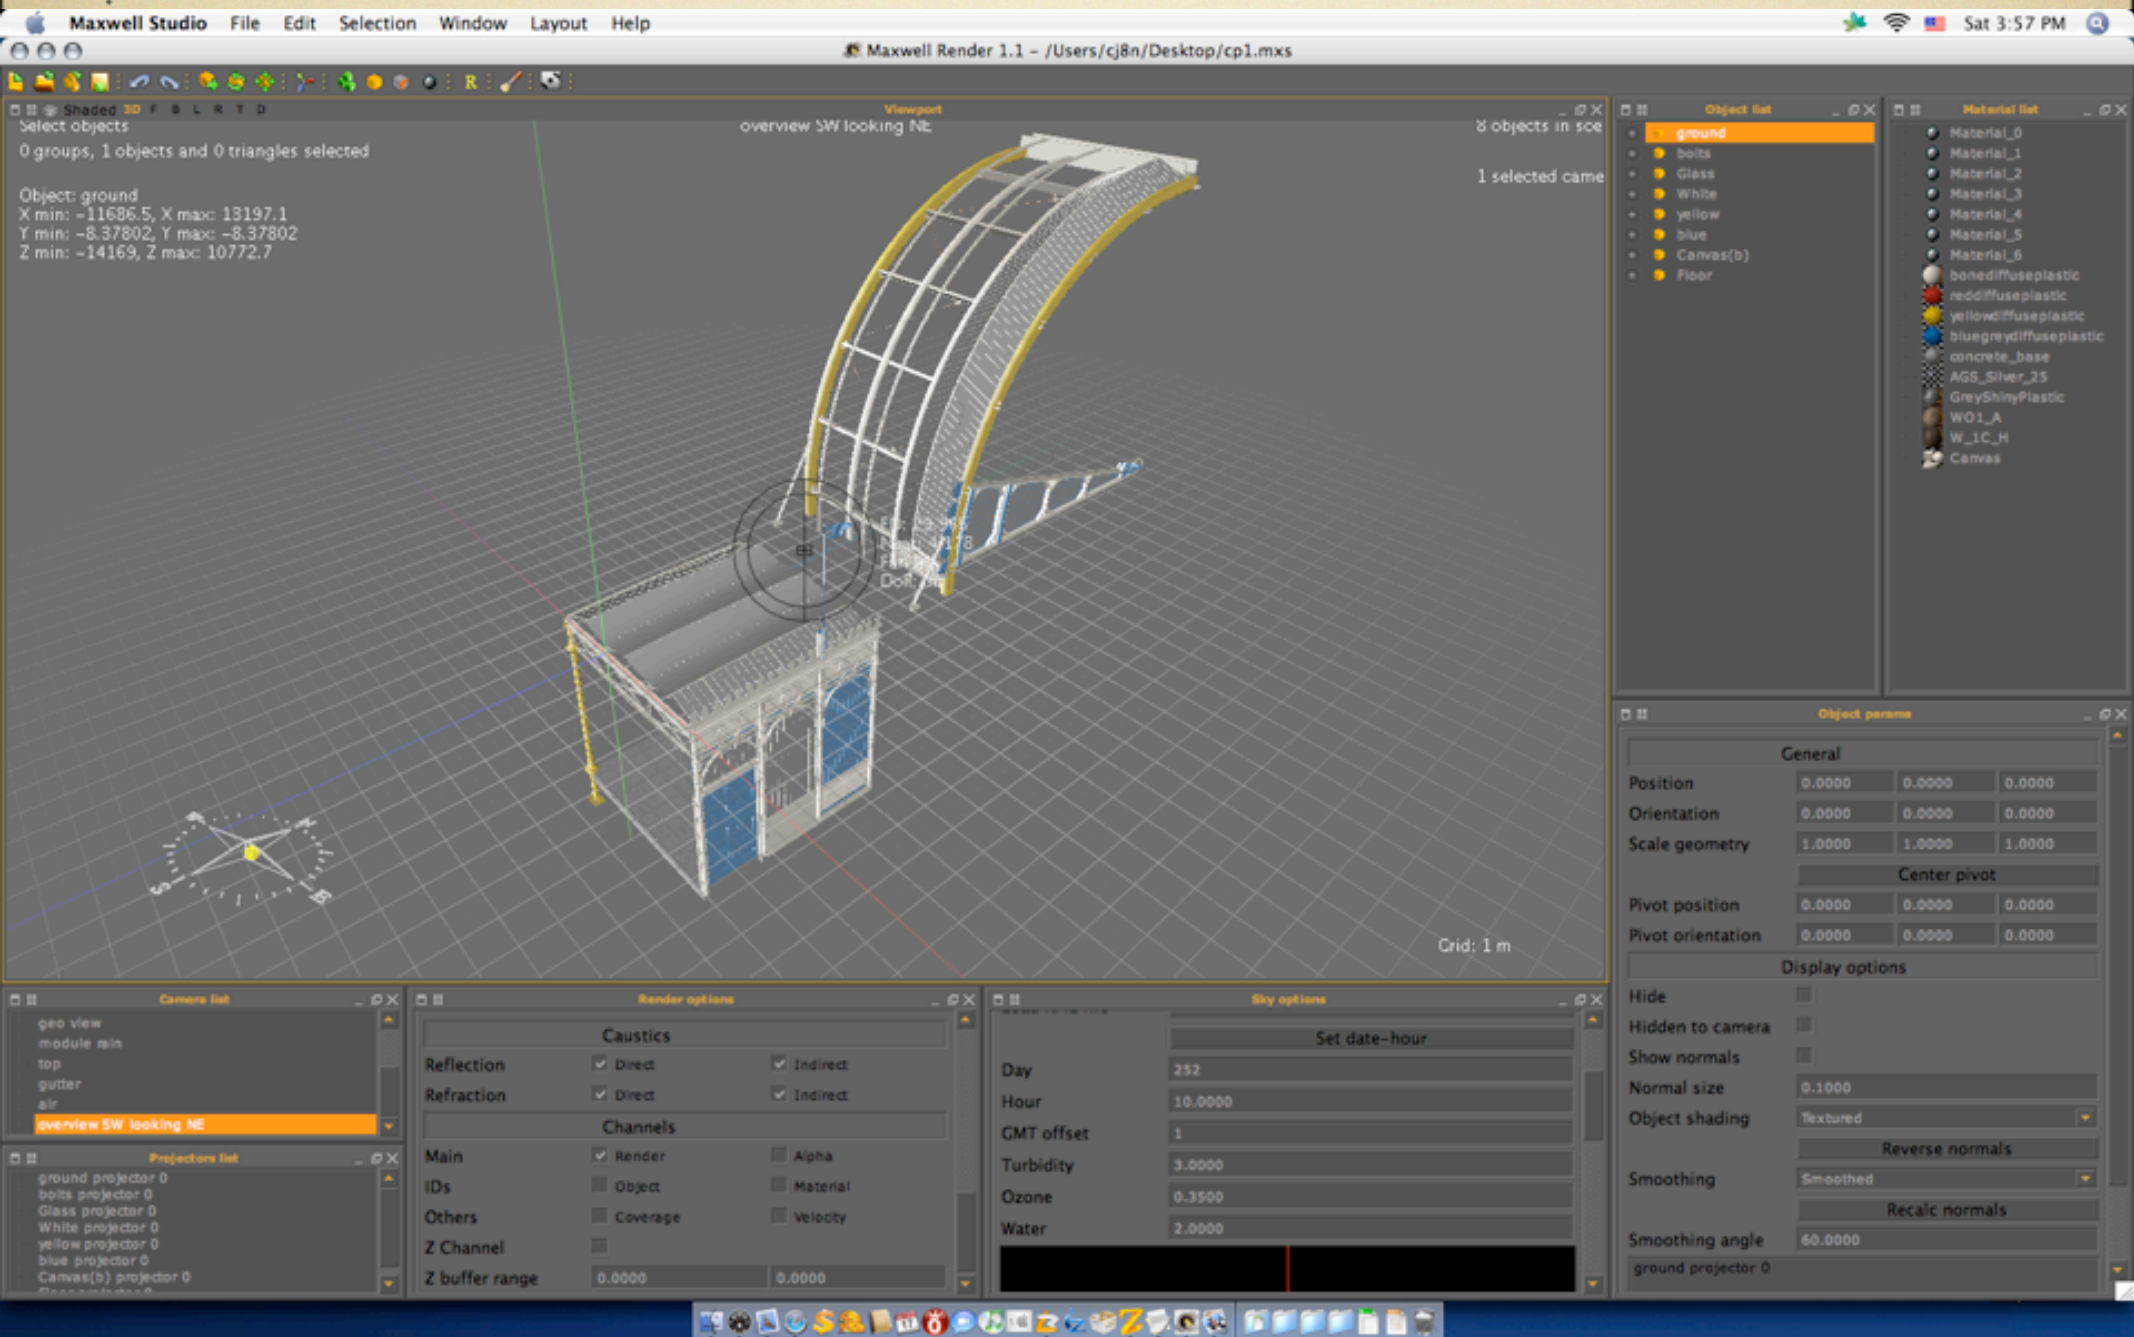 Maxwell Studio File Edit Selection Window Layout Help Sat 3:57 PM
Maxwell Render 1.1 - /Users/cj8n/Desktop/cp1.mxs
R
Shaded 3D F B L R T D
Viewport
Select objects
0 groups, 1 objects and 0 triangles selected
Object: ground
X min: -11686.5, X max: 13197.1
Y min: -8.37802, Y max: -8.37802
Z min: -14169, Z max: 10772.7
overview SW looking NE
8 objects in sce
1 selected came
Grid: 1 m
Object list
ground
bolts
Glass
White
yellow
blue
Canvas(b)
Floor
Material list
Material_0
Material_1
Material_2
Material_3
Material_4
Material_5
Material_6
bonediffuseplastic
reddiffuseplastic
yellowdiffuseplastic
bluegreydiffuseplastic
concrete_base
AGS_Silver_25
GreyShinyPlastic
WO1_A
W_1C_H
Canvas
Object params
General
Position 0.0000 0.0000 0.0000
Orientation 0.0000 0.0000 0.0000
Scale geometry 1.0000 1.0000 1.0000
Center pivot
Pivot position 0.0000 0.0000 0.0000
Pivot orientation 0.0000 0.0000 0.0000
Display options
Hide
Hidden to camera
Show normals
Normal size 0.1000
Object shading Textured
Reverse normals
Smoothing Smoothed
Recalc normals
Smoothing angle 60.0000
ground projector 0
Camera list
geo view
module rain
top
gutter
air
overview SW looking NE
Projectors list
ground projector 0
bolts projector 0
Glass projector 0
White projector 0
yellow projector 0
blue projector 0
Canvas(b) projector 0
Render options
Caustics
Reflection Direct Indirect
Refraction Direct Indirect
Channels
Main Render Alpha
IDs Object Material
Others Coverage Velocity
Z Channel
Z buffer range 0.0000 0.0000
Sky options
Set date-hour
Day 252
Hour 10.0000
GMT offset 1
Turbidity 3.0000
Ozone 0.3500
Water 2.0000